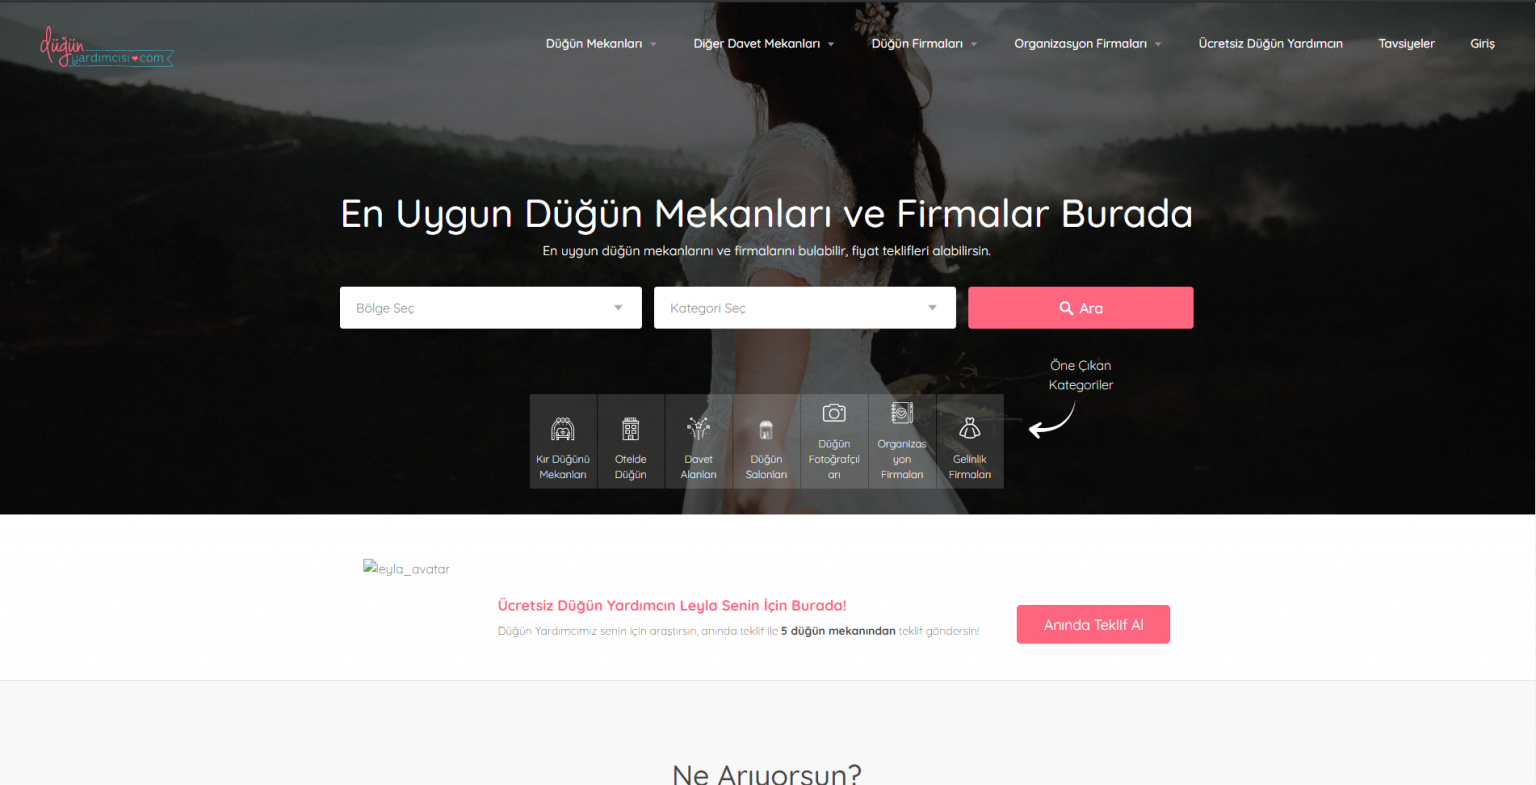 düğün
yardımcısı com
Düğün Mekanları
Diğer Davet Mekanları
Düğün Firmaları
Organizasyon Firmaları
Ücretsiz Düğün Yardımcın
Tavsiyeler
Giriş
En Uygun Düğün Mekanları ve Firmalar Burada
En uygun düğün mekanlarını ve firmalarını bulabilir, fiyat teklifleri alabilirsin.
Bölge Seç
Kategori Seç
Ara
Öne Çıkan
Kategoriler
Kır Düğünü
Mekanları
Otelde
Düğün
Davet
Alanları
Düğün
Salonları
Düğün
Fotoğrafçıl
arı
Organizas
yon
Firmaları
Gelinlik
Firmaları
leyla_avatar
Ücretsiz Düğün Yardımcın Leyla Senin İçin Burada!
Düğün Yardımcımız senin için araştırsın, anında teklif ile 5 düğün mekanından teklif göndersin!
Anında Teklif Al
Ne Arıyorsun?